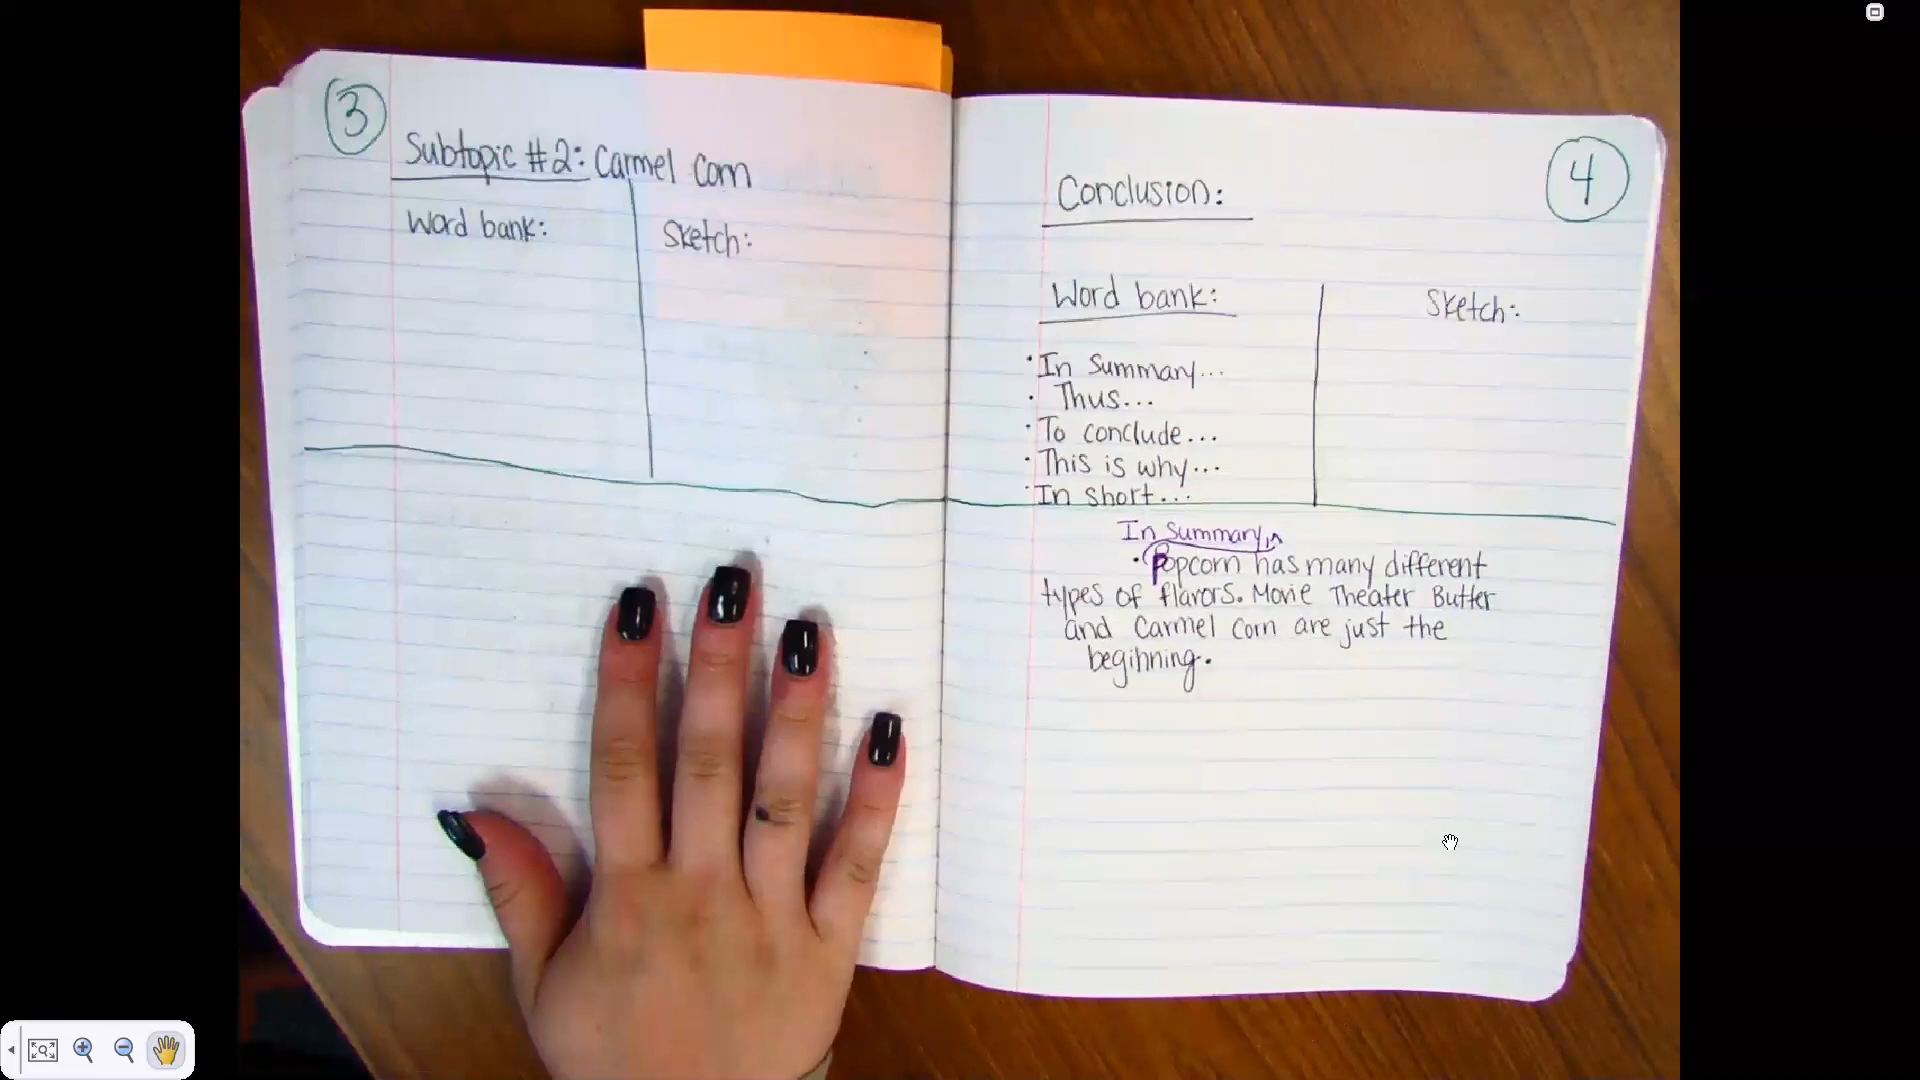 3
Subtopic #2: Carmel Corn
Word bank:
Sketch:
4
Conclusion:
Word bank:
Sketch:
· In Summary...
· Thus...
· To conclude...
· This is why...
· In short...
In Summary,
· Popcorn has many different
types of flavors. Movie Theater Butter
and Carmel Corn are just the
beginning.